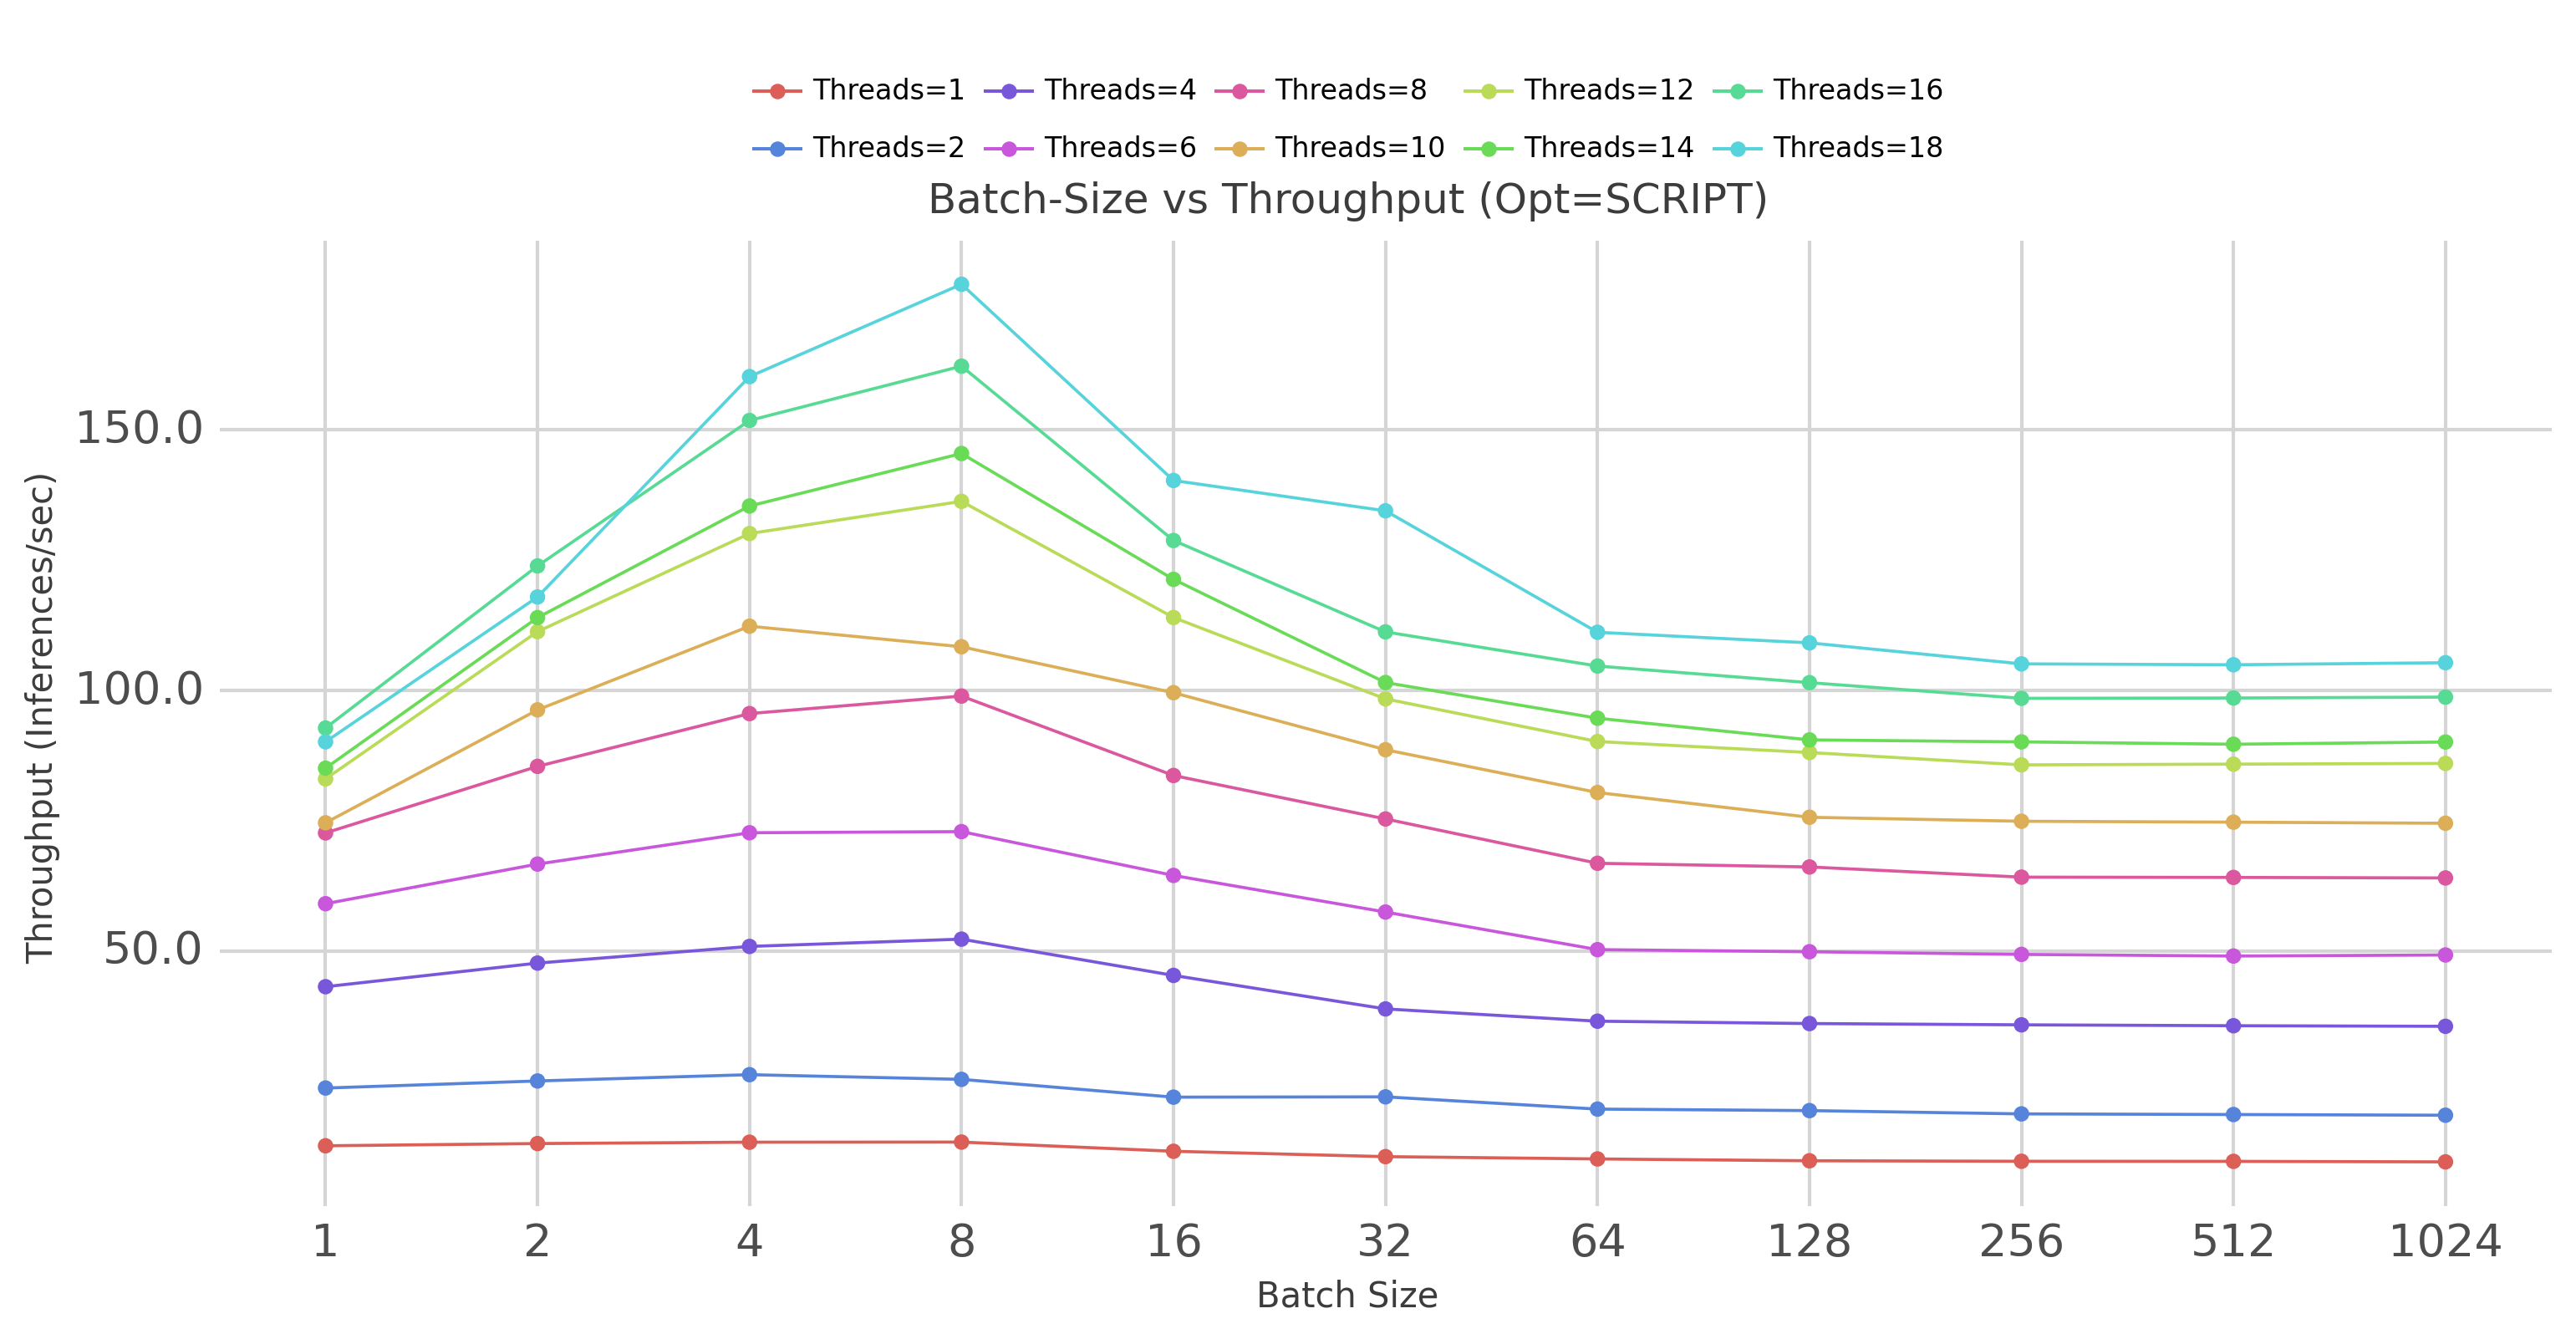 Threads=1 Threads=4 Threads=8 Threads=12 Threads=16
Threads=2 Threads=6 Threads=10 Threads=14 Threads=18
Batch-Size vs Throughput (Opt=SCRIPT)
Throughput (Inferences/sec)
150.0
100.0
50.0
1 2 4 8 16 32 64 128 256 512 1024
Batch Size